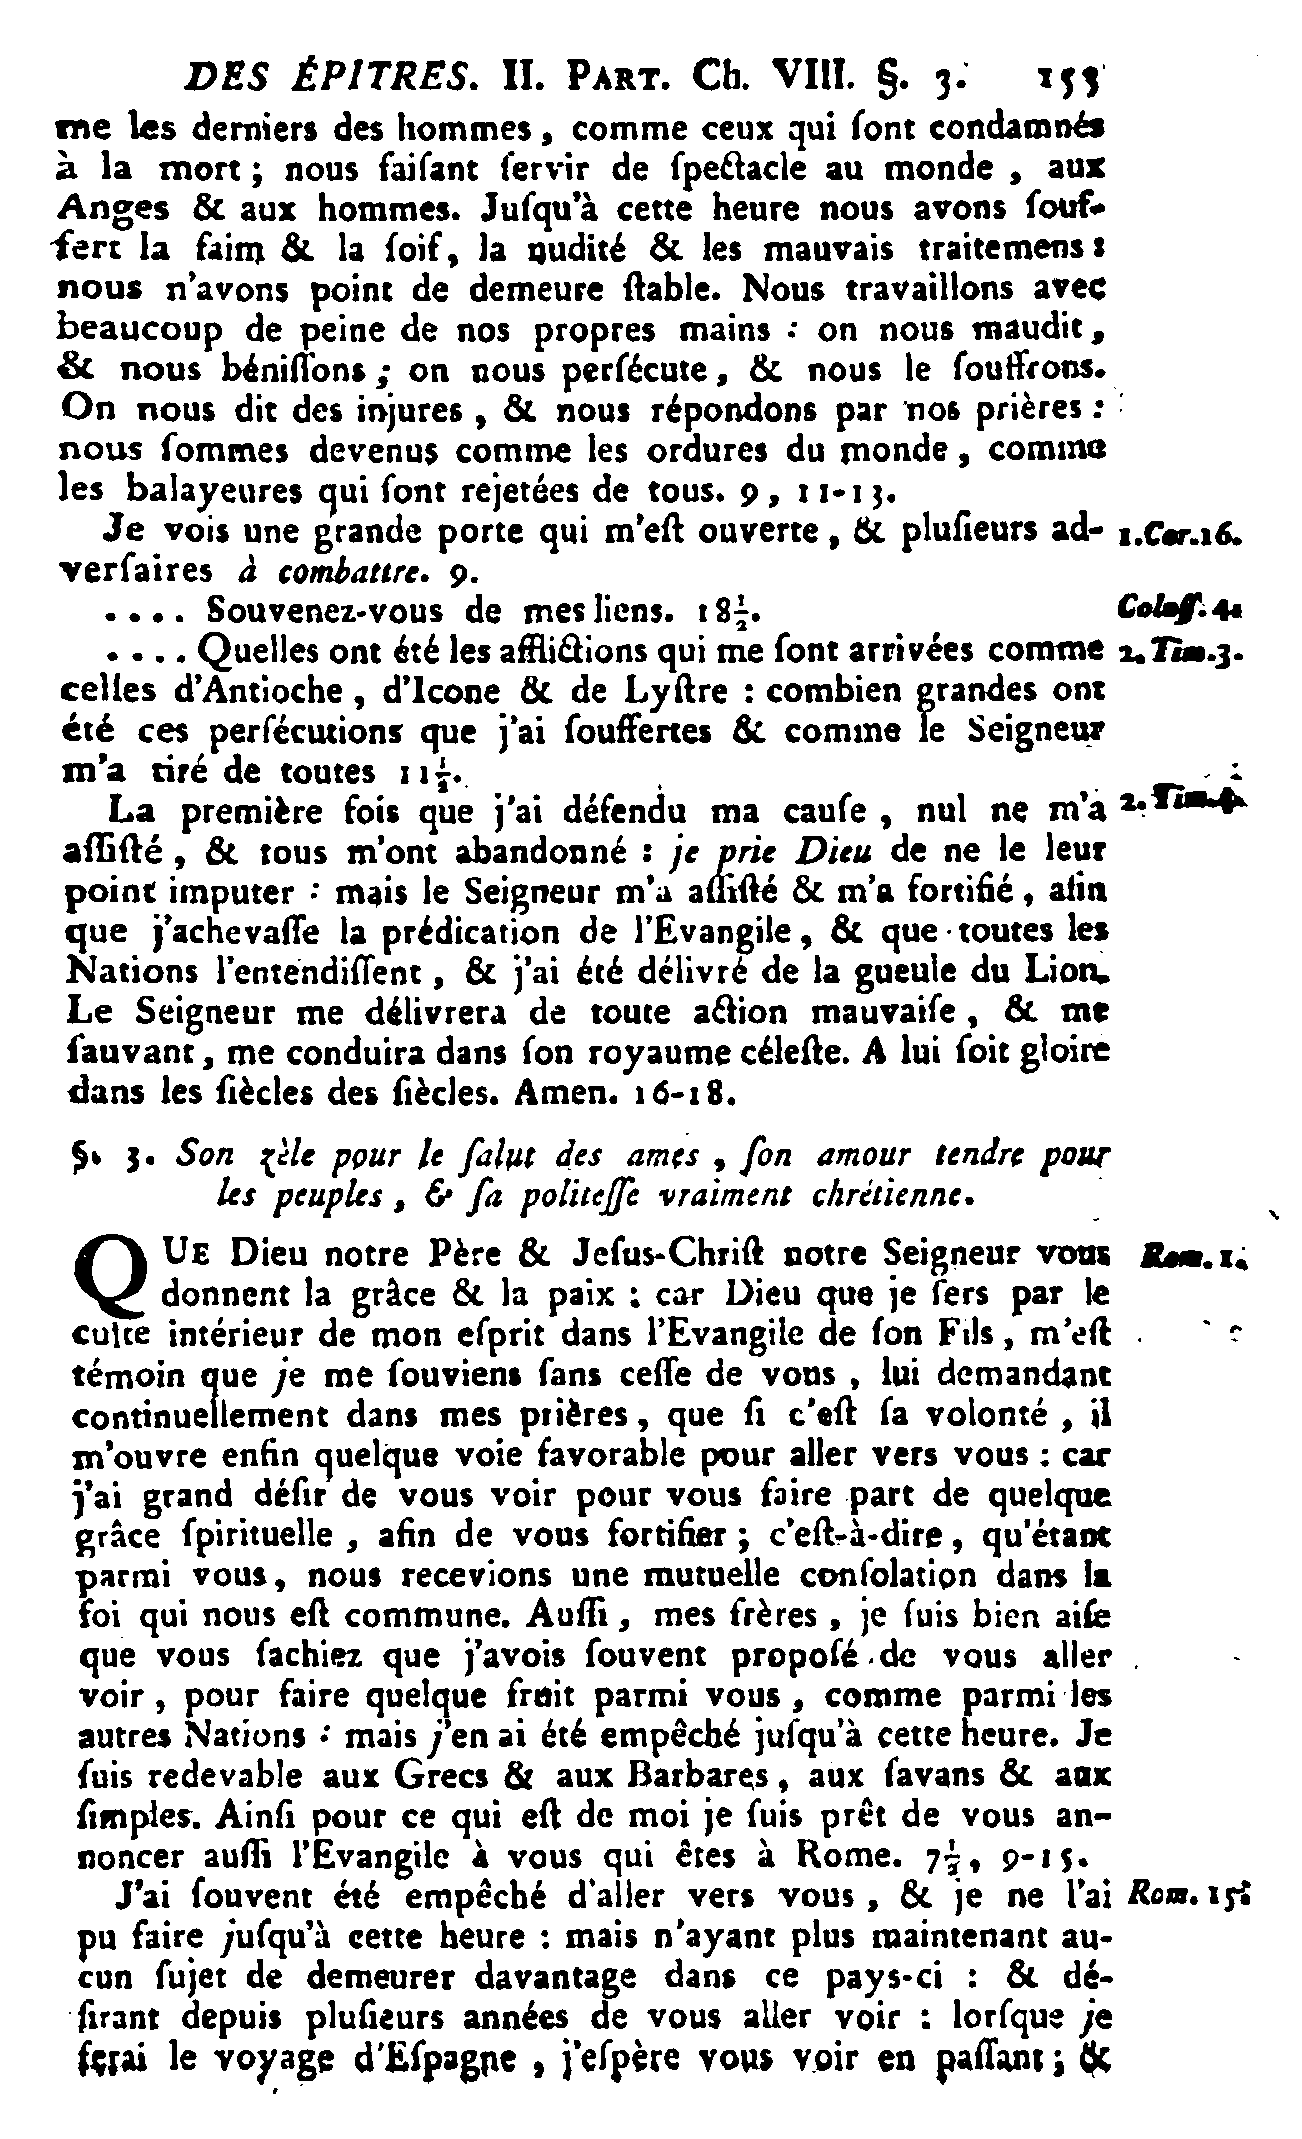 DES ÉPITRES. II. PART. Ch. VIII. §. 3. 153
me les derniers des hommes, comme ceux qui ſont condamnés
à la mort ; nous faiſant ſervir de ſpectacle au monde , aux
Anges & aux hommes. Juſqu'à cette heure nous avons ſouf-
fert la faim & la ſoif, la nudité & les mauvais traitemens :
nous n'avons point de demeure ſtable. Nous travaillons avec
beaucoup de peine de nos propres mains : on nous maudit,
& nous béniſſons ; on nous perſécute, & nous le ſouffrons.
On nous dit des injures , & nous répondons par nos prières :
nous ſommes devenus comme les ordures du monde , comme
les balayeures qui ſont rejetées de tous. 9 , 11-13.
Je vois une grande porte qui m'eſt ouverte , & pluſieurs ad- 1.Cor.16.
verſaires à combattre. 9.
.... Souvenez-vous de mes liens. 18 1/2. Coloſſ. 4.
.... Quelles ont été les afflictions qui me ſont arrivées comme 2. Tim.3.
celles d'Antioche , d'Icone & de Lyſtre : combien grandes ont
été ces perſécutions que j'ai ſouffertes & comme le Seigneur
m'a tiré de toutes 11 1/2.
La première fois que j'ai défendu ma cauſe , nul ne m'a 2. Tim.4.
aſſiſté , & tous m'ont abandonné : je prie Dieu de ne le leur
point imputer : mais le Seigneur m'a aſſiſté & m'a fortifié , afin
que j'achevaſſe la prédication de l'Evangile, & que toutes les
Nations l'entendiſſent , & j'ai été délivré de la gueule du Lion.
Le Seigneur me délivrera de toute action mauvaiſe , & me
ſauvant, me conduira dans ſon royaume céleſte. A lui ſoit gloire
dans les ſiècles des ſiècles. Amen. 16-18.
§. 3. Son zèle pour le ſalut des ames , ſon amour tendre pour
les peuples , & ſa politeſſe vraiment chrétienne.
QUE Dieu notre Père & Jeſus-Chriſt notre Seigneur vous Rom. 1.
donnent la grâce & la paix ; car Dieu que je ſers par le
culte intérieur de mon eſprit dans l'Evangile de ſon Fils , m'eſt
témoin que je me ſouviens ſans ceſſe de vous , lui demandant
continuellement dans mes prières, que ſi c'eſt ſa volonté , il
m'ouvre enfin quelque voie favorable pour aller vers vous : car
j'ai grand déſir de vous voir pour vous faire part de quelque
grâce ſpirituelle , afin de vous fortifier ; c'eſt-à-dire, qu'étant
parmi vous, nous recevions une mutuelle conſolation dans la
foi qui nous eſt commune. Auſſi , mes frères , je ſuis bien aiſe
que vous ſachiez que j'avois ſouvent propoſé de vous aller
voir , pour faire quelque fruit parmi vous , comme parmi les
autres Nations : mais j'en ai été empêché juſqu'à cette heure. Je
ſuis redevable aux Grecs & aux Barbares , aux ſavans & aux
ſimples. Ainſi pour ce qui eſt de moi je ſuis prêt de vous an-
noncer auſſi l'Evangile à vous qui êtes à Rome. 7 1/2, 9-15.
J'ai ſouvent été empêché d'aller vers vous , & je ne l'ai Rom. 15.
pu faire juſqu'à cette heure : mais n'ayant plus maintenant au-
cun ſujet de demeurer davantage dans ce pays-ci : & dé-
ſirant depuis pluſieurs années de vous aller voir : lorſque je
ſerai le voyage d'Eſpagne , j'eſpère vous voir en paſſant ; &